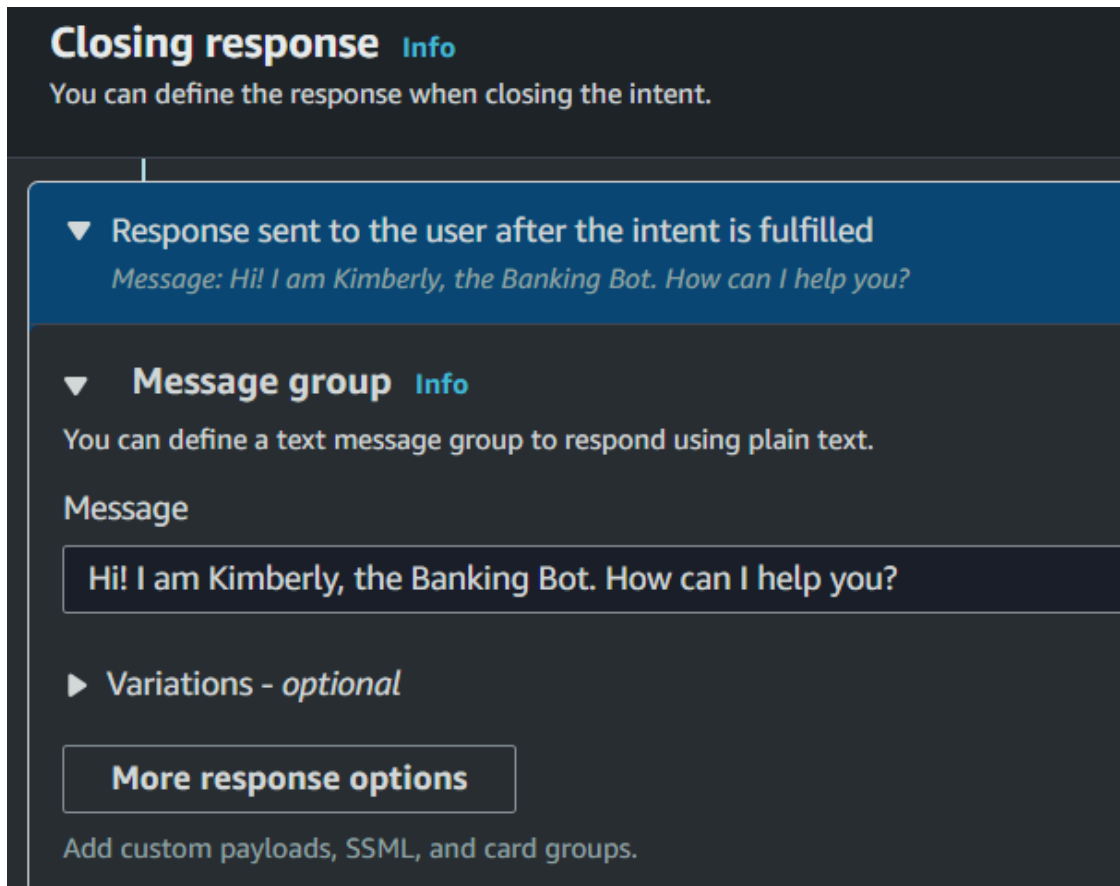 Closing response Info
You can define the response when closing the intent.
Response sent to the user after the intent is fulfilled
Message: Hi! I am Kimberly, the Banking Bot. How can I help you?
Message group Info
You can define a text message group to respond using plain text.
Message
Hi! I am Kimberly, the Banking Bot. How can I help you?
Variations - optional
More response options
Add custom payloads, SSML, and card groups.